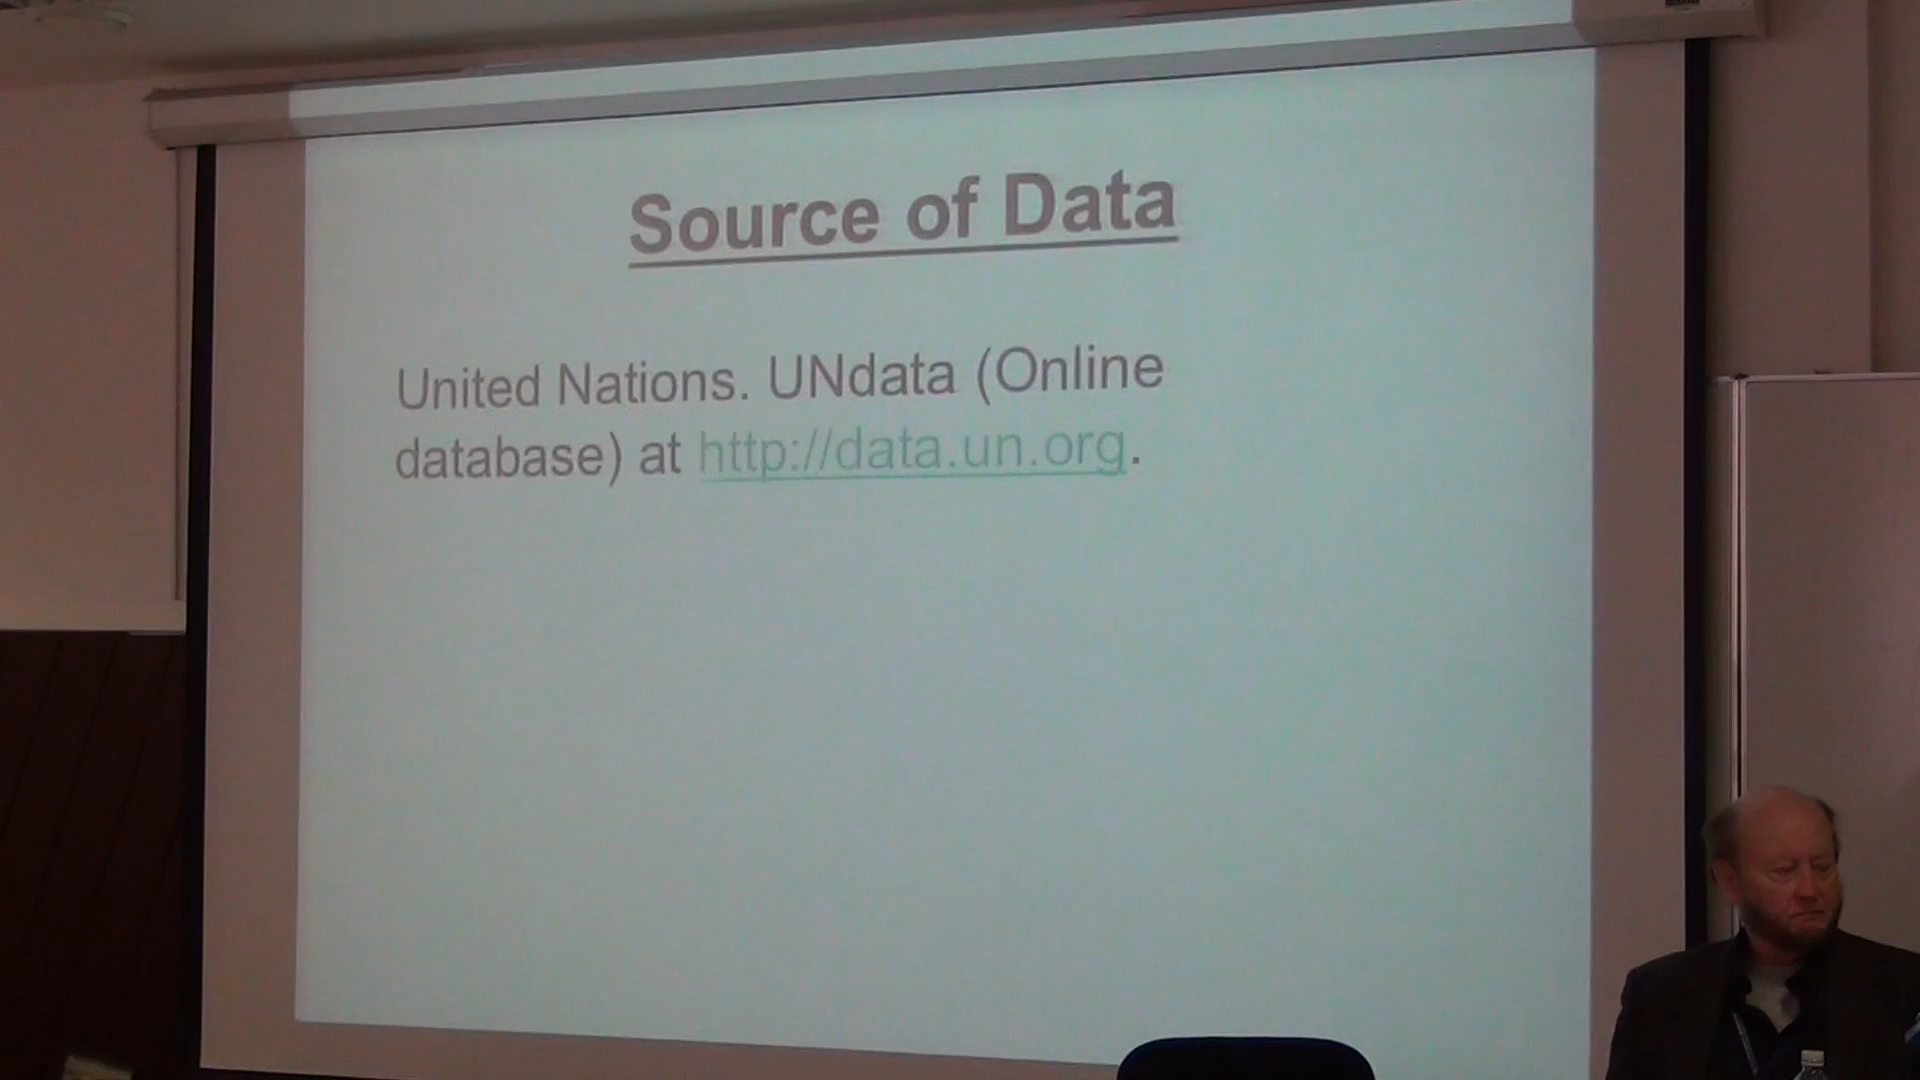 Source of Data
United Nations. UNdata (Online
database) at http://data.un.org.